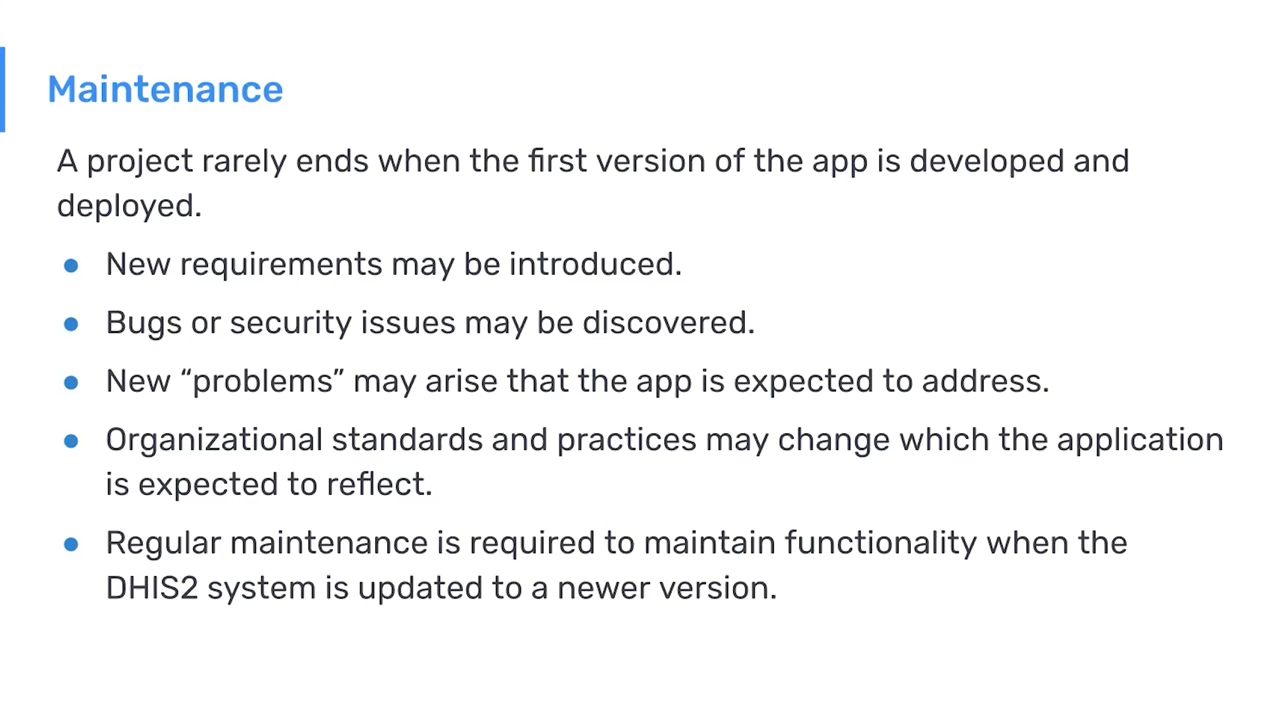 Maintenance
A project rarely ends when the first version of the app is developed and
deployed.
● New requirements may be introduced.
● Bugs or security issues may be discovered.
● New “problems” may arise that the app is expected to address.
● Organizational standards and practices may change which the application
is expected to reflect.
● Regular maintenance is required to maintain functionality when the
DHIS2 system is updated to a newer version.